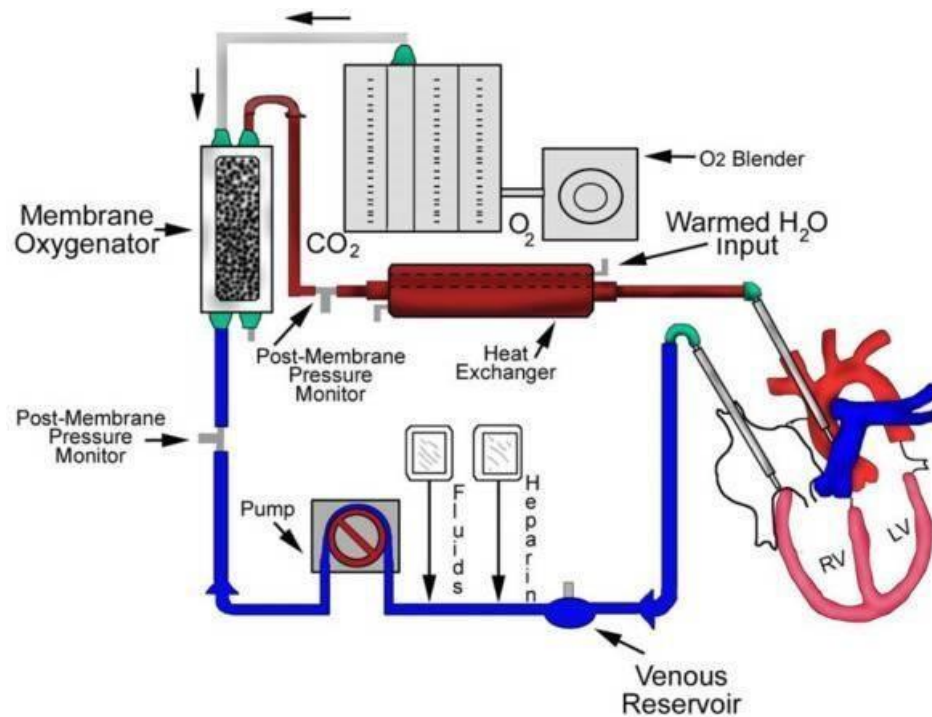 O2 Blender
Membrane
Oxygenator
CO2
O2
Warmed H2O
input
Post-Membrane
Pressure
Monitor
Heat
Exchanger
Post-Membrane
Pressure
Monitor
Pump
Fluids
Heparin
RV
LV
Venous
Reservoir